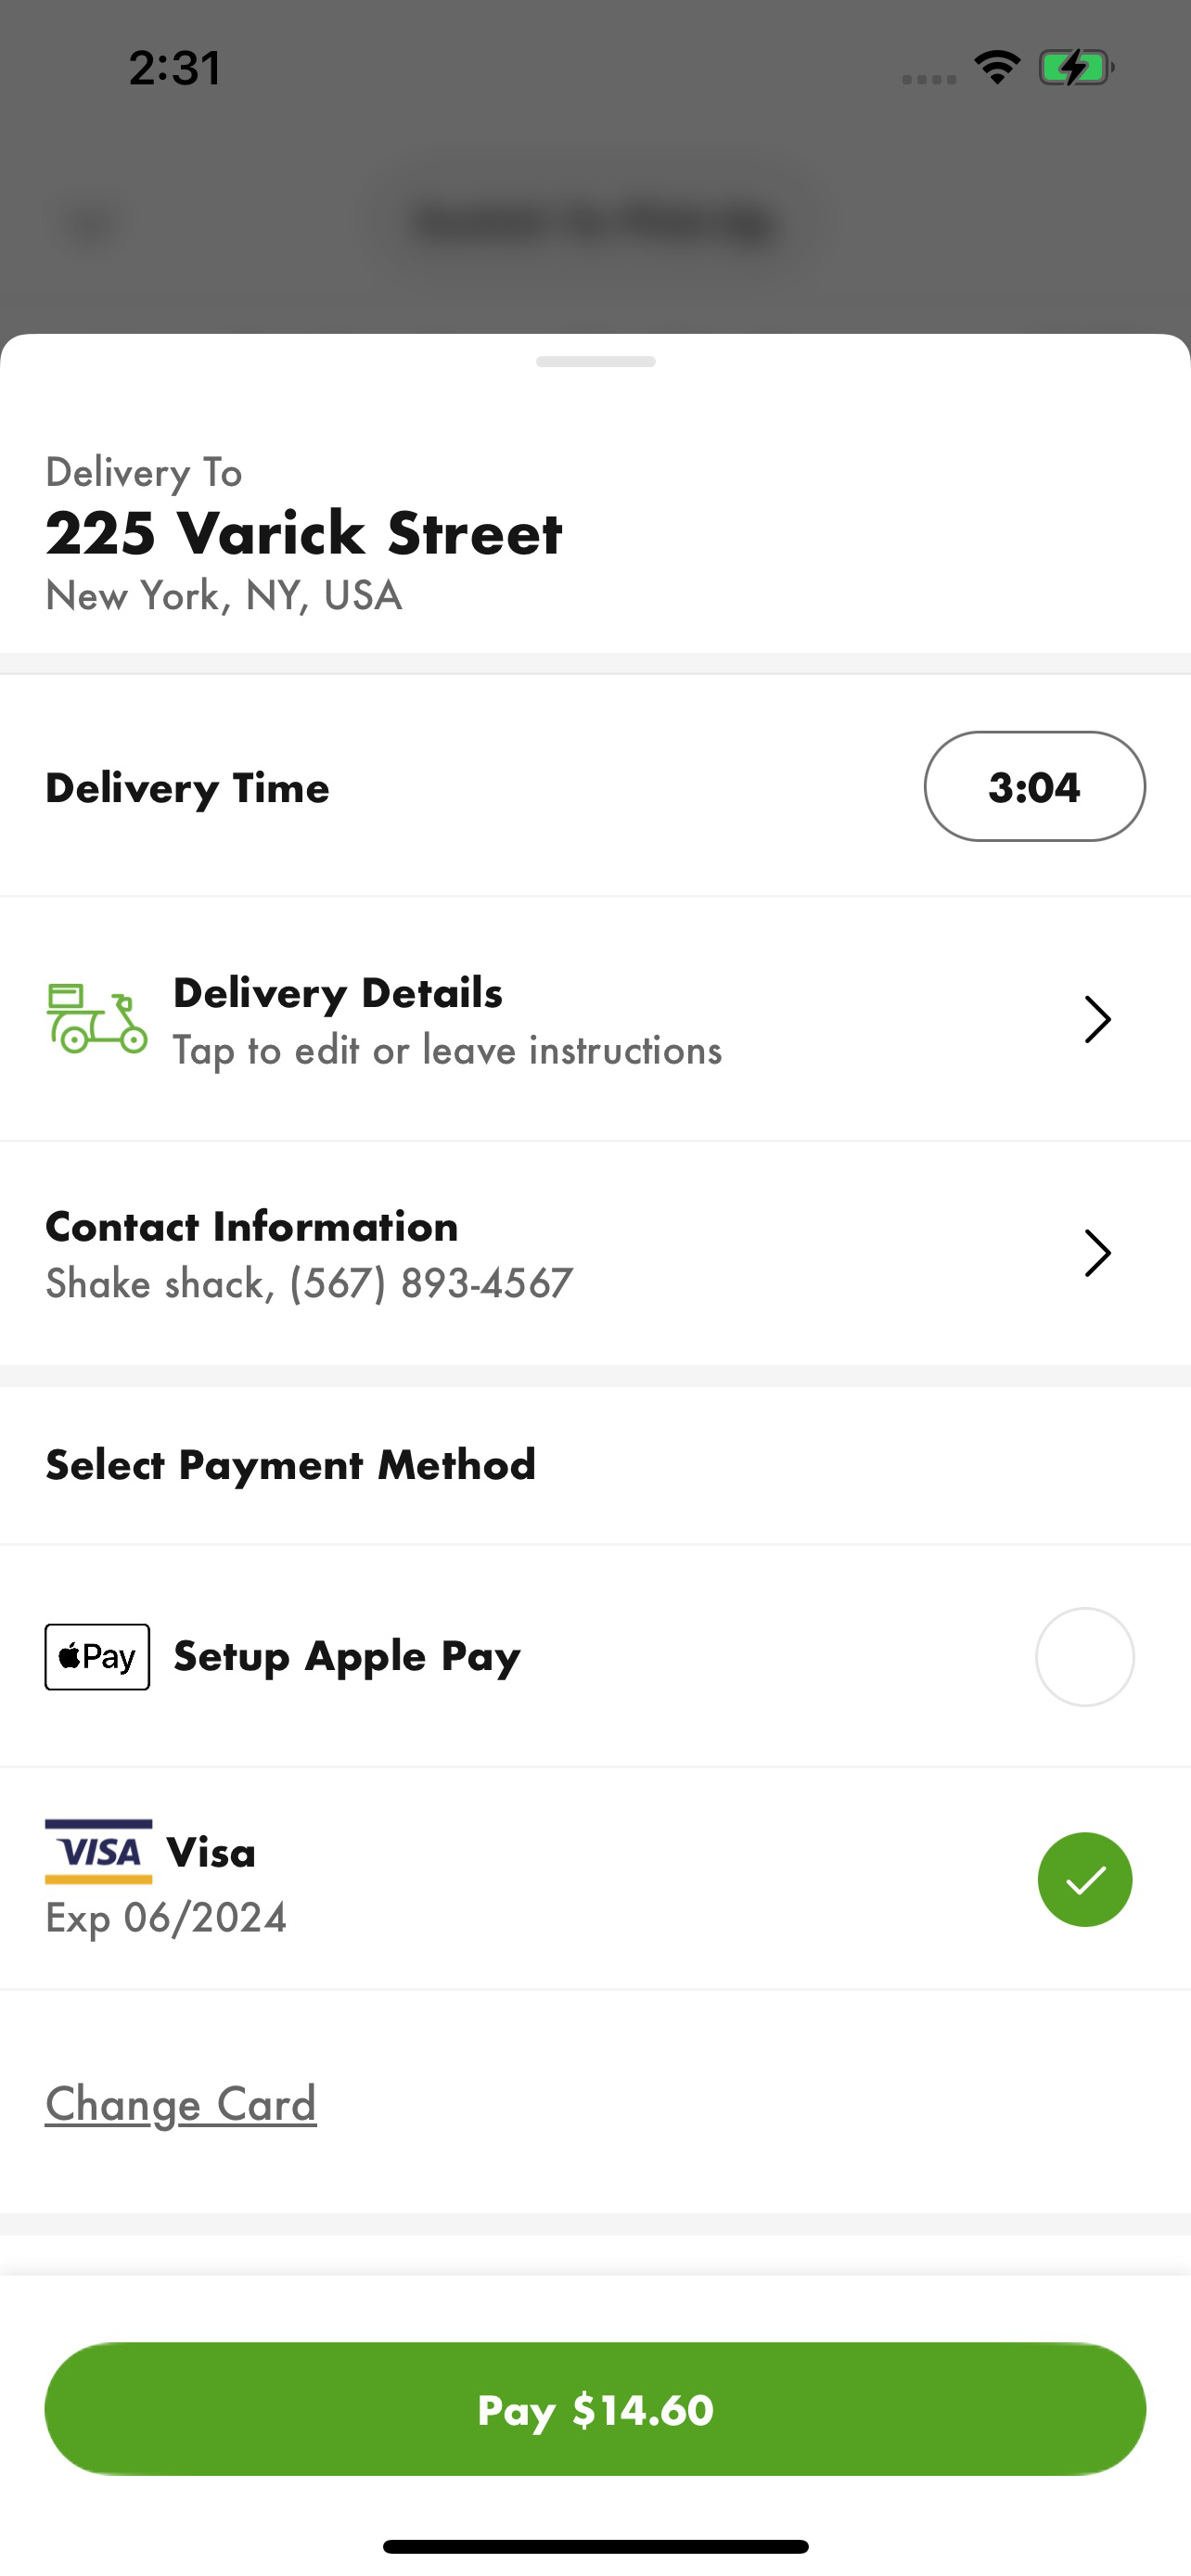 2:31
Delivery To
225 Varick Street
New York, NY, USA
Delivery Time
3:04
Delivery Details
Tap to edit or leave instructions
Contact Information
Shake shack, (567) 893-4567
Select Payment Method
Pay
Setup Apple Pay
VISA
Visa
Exp 06/2024
Change Card
Pay $14.60